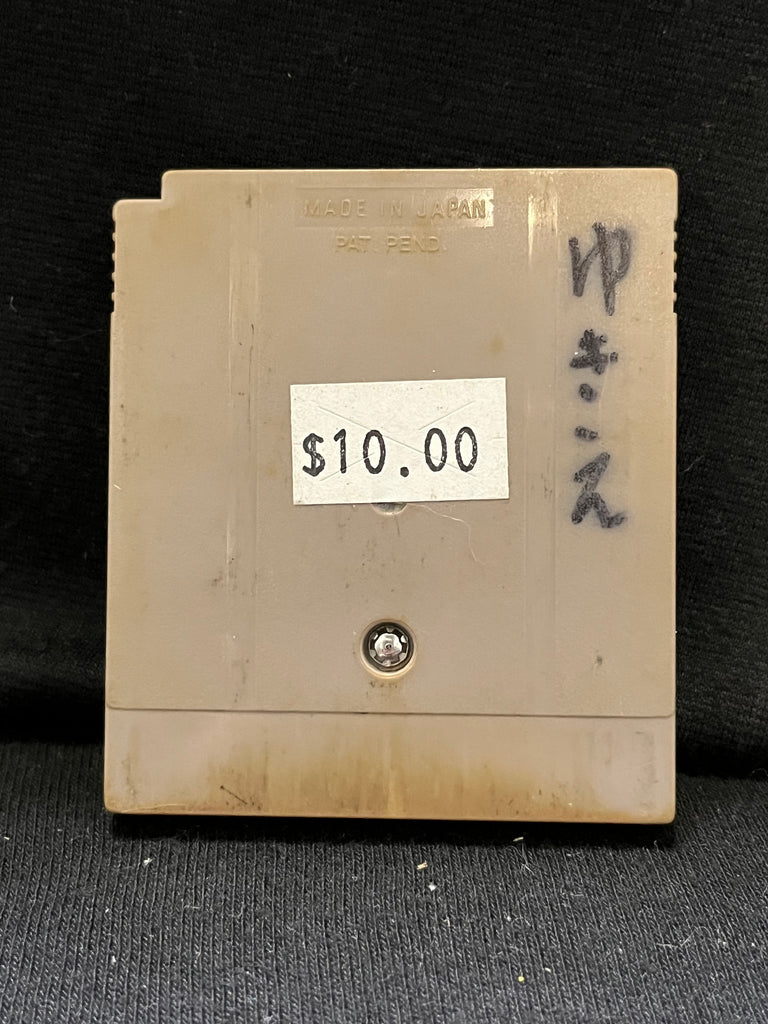 MADE IN JAPAN
PAT. PEND.
$10.00
ゆきえ